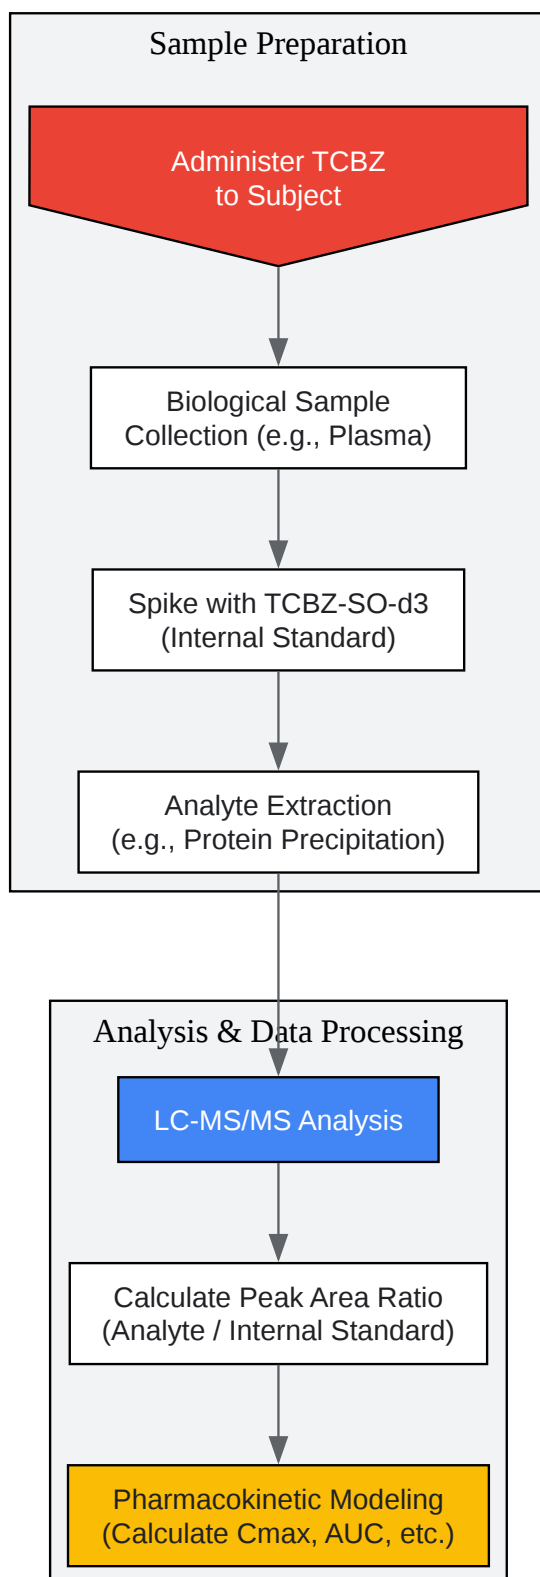 Sample Preparation
Administer TCBZ
to Subject
Biological Sample
Collection (e.g., Plasma)
Spike with TCBZ-SO-d3
(Internal Standard)
Analyte Extraction
(e.g., Protein Precipitation)
Analysis & Data Processing
LC-MS/MS Analysis
Calculate Peak Area Ratio
(Analyte / Internal Standard)
Pharmacokinetic Modeling
(Calculate Cmax, AUC, etc.)